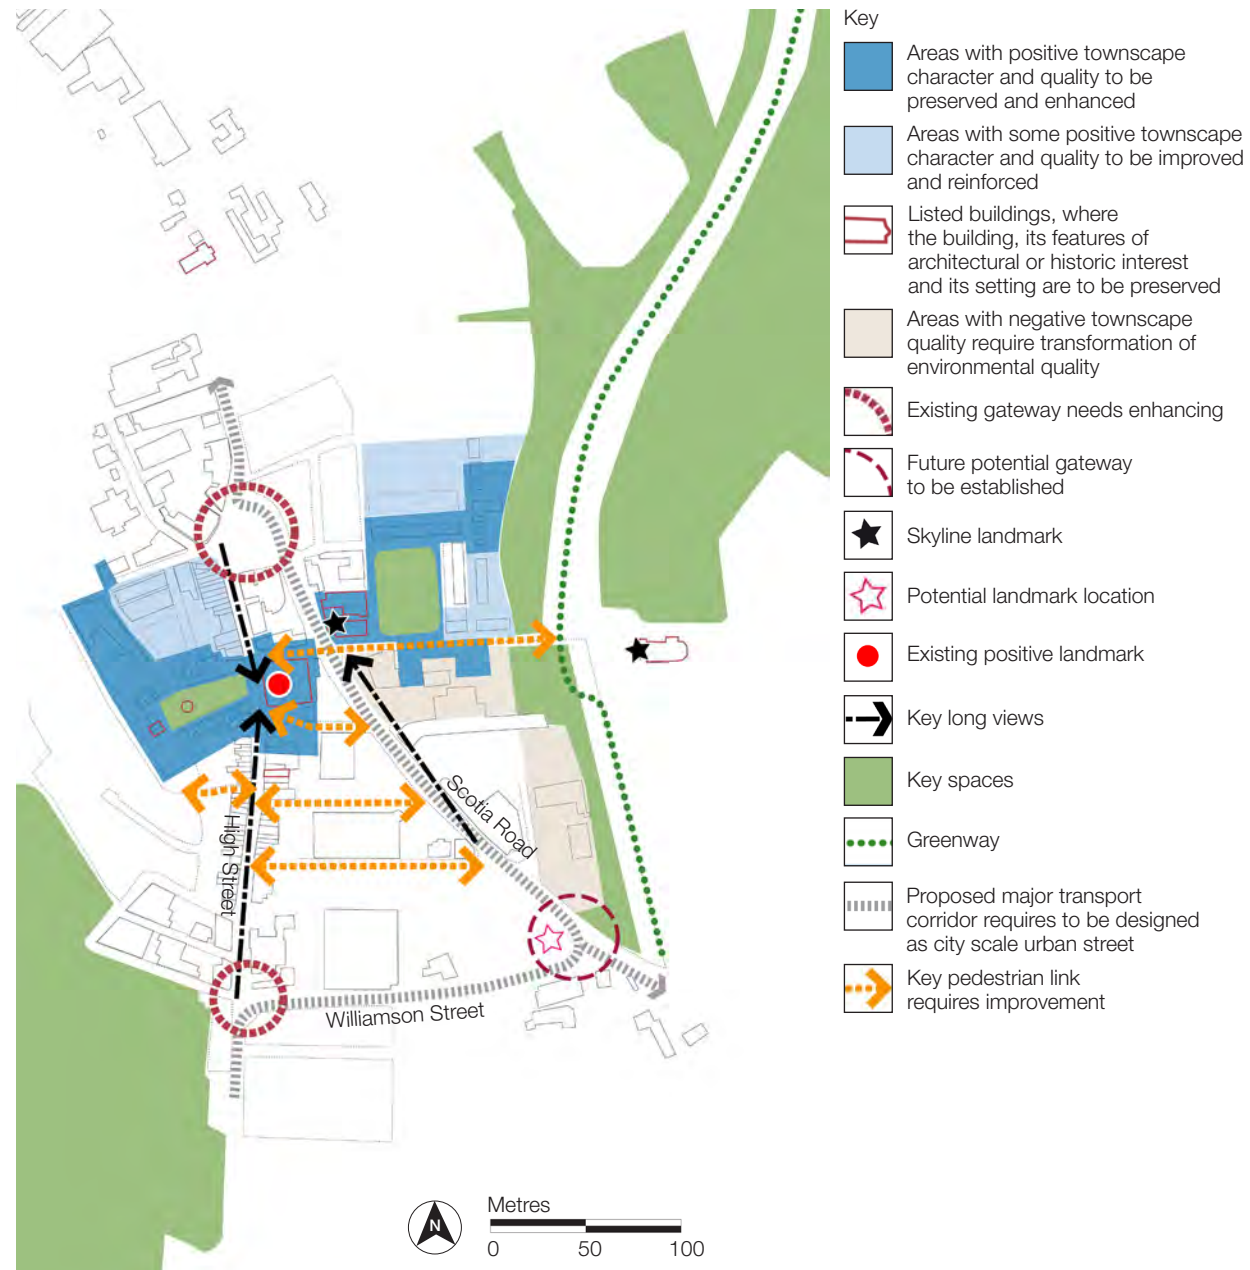 Key
Areas with positive townscape
character and quality to be
preserved and enhanced
Areas with some positive townscape
character and quality to be improved
and reinforced
Listed buildings, where
the building, its features of
architectural or historic interest
and its setting are to be preserved
Areas with negative townscape
quality require transformation of
environmental quality
Existing gateway needs enhancing
Future potential gateway
to be established
Skyline landmark
Potential landmark location
Existing positive landmark
Key long views
Key spaces
Greenway
Proposed major transport
corridor requires to be designed
as city scale urban street
Key pedestrian link
requires improvement
Scotia Road
High Street
Williamson Street
N
Metres
0 50 100